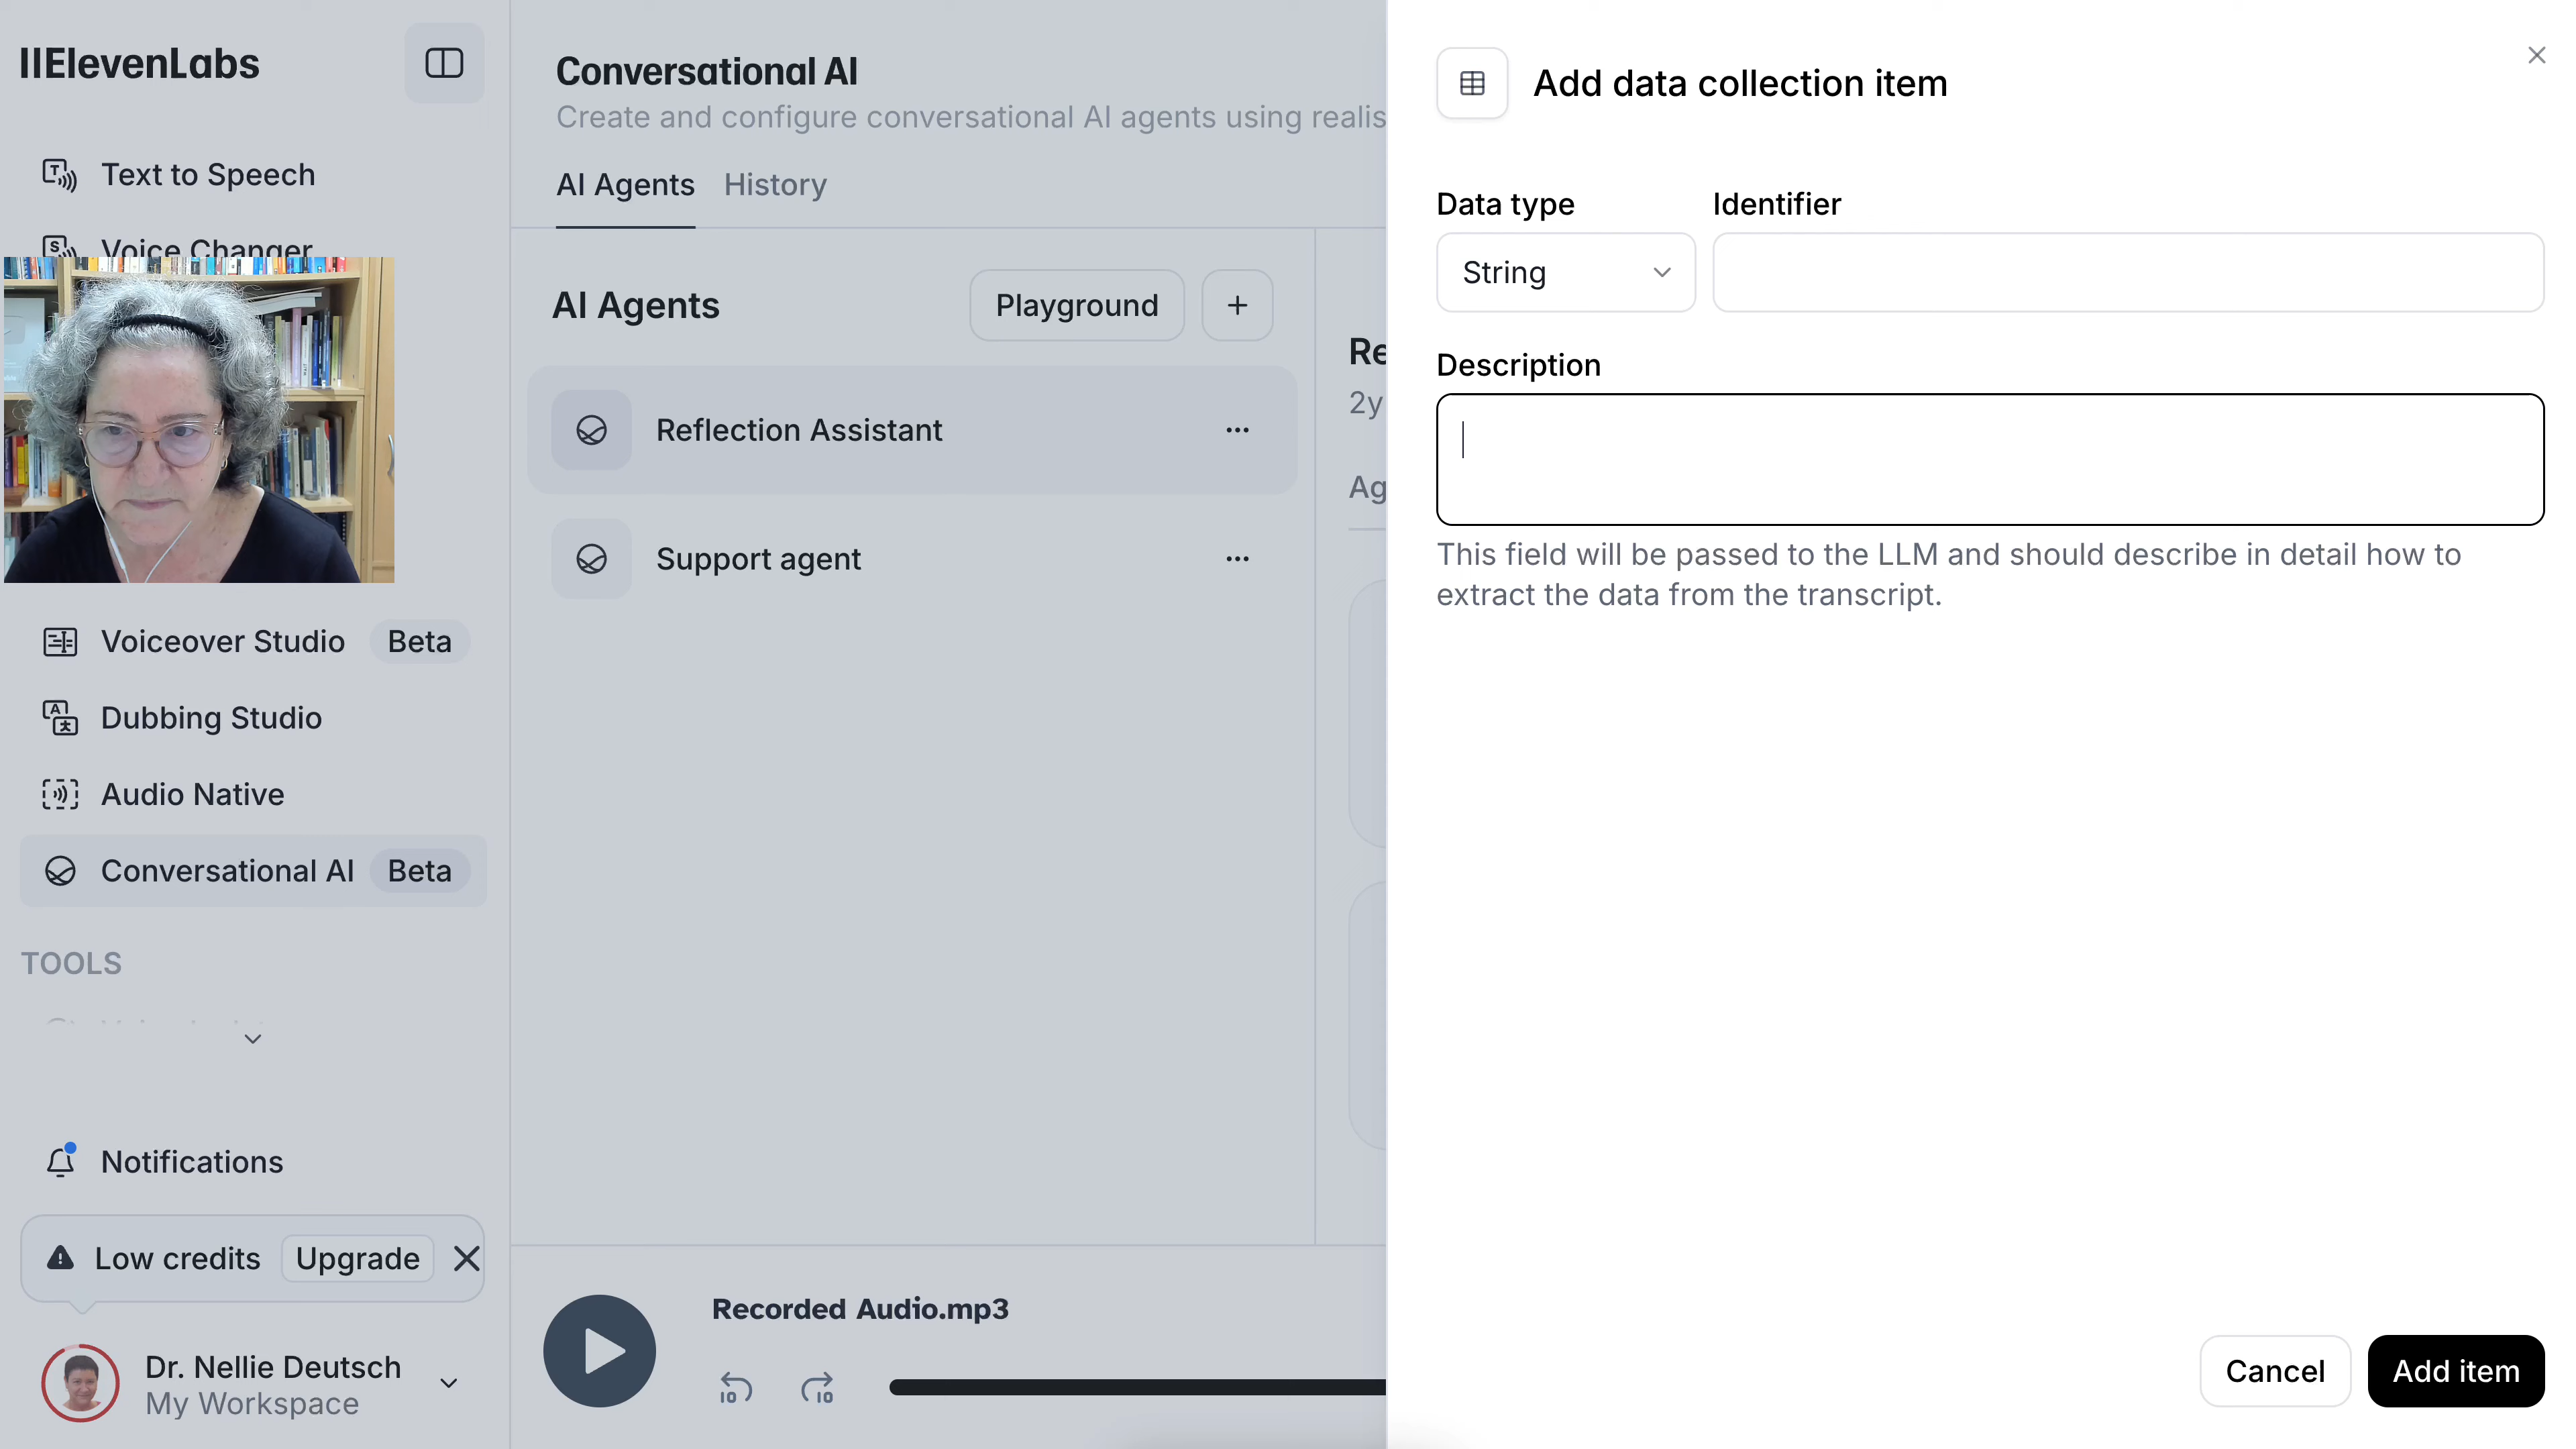 IIElevenLabs
Text to Speech
Voice Changer
Voiceover Studio Beta
Dubbing Studio
Audio Native
Conversational AI Beta
TOOLS
Notifications
Low credits Upgrade
Dr. Nellie Deutsch
My Workspace
Conversational AI
Create and configure conversational AI agents using realis
AI Agents History
AI Agents Playground
Reflection Assistant
Support agent
Re
2y
Ag
Recorded Audio.mp3
10 10
Add data collection item
Data type Identifier
String
Description
This field will be passed to the LLM and should describe in detail how to
extract the data from the transcript.
Cancel Add item